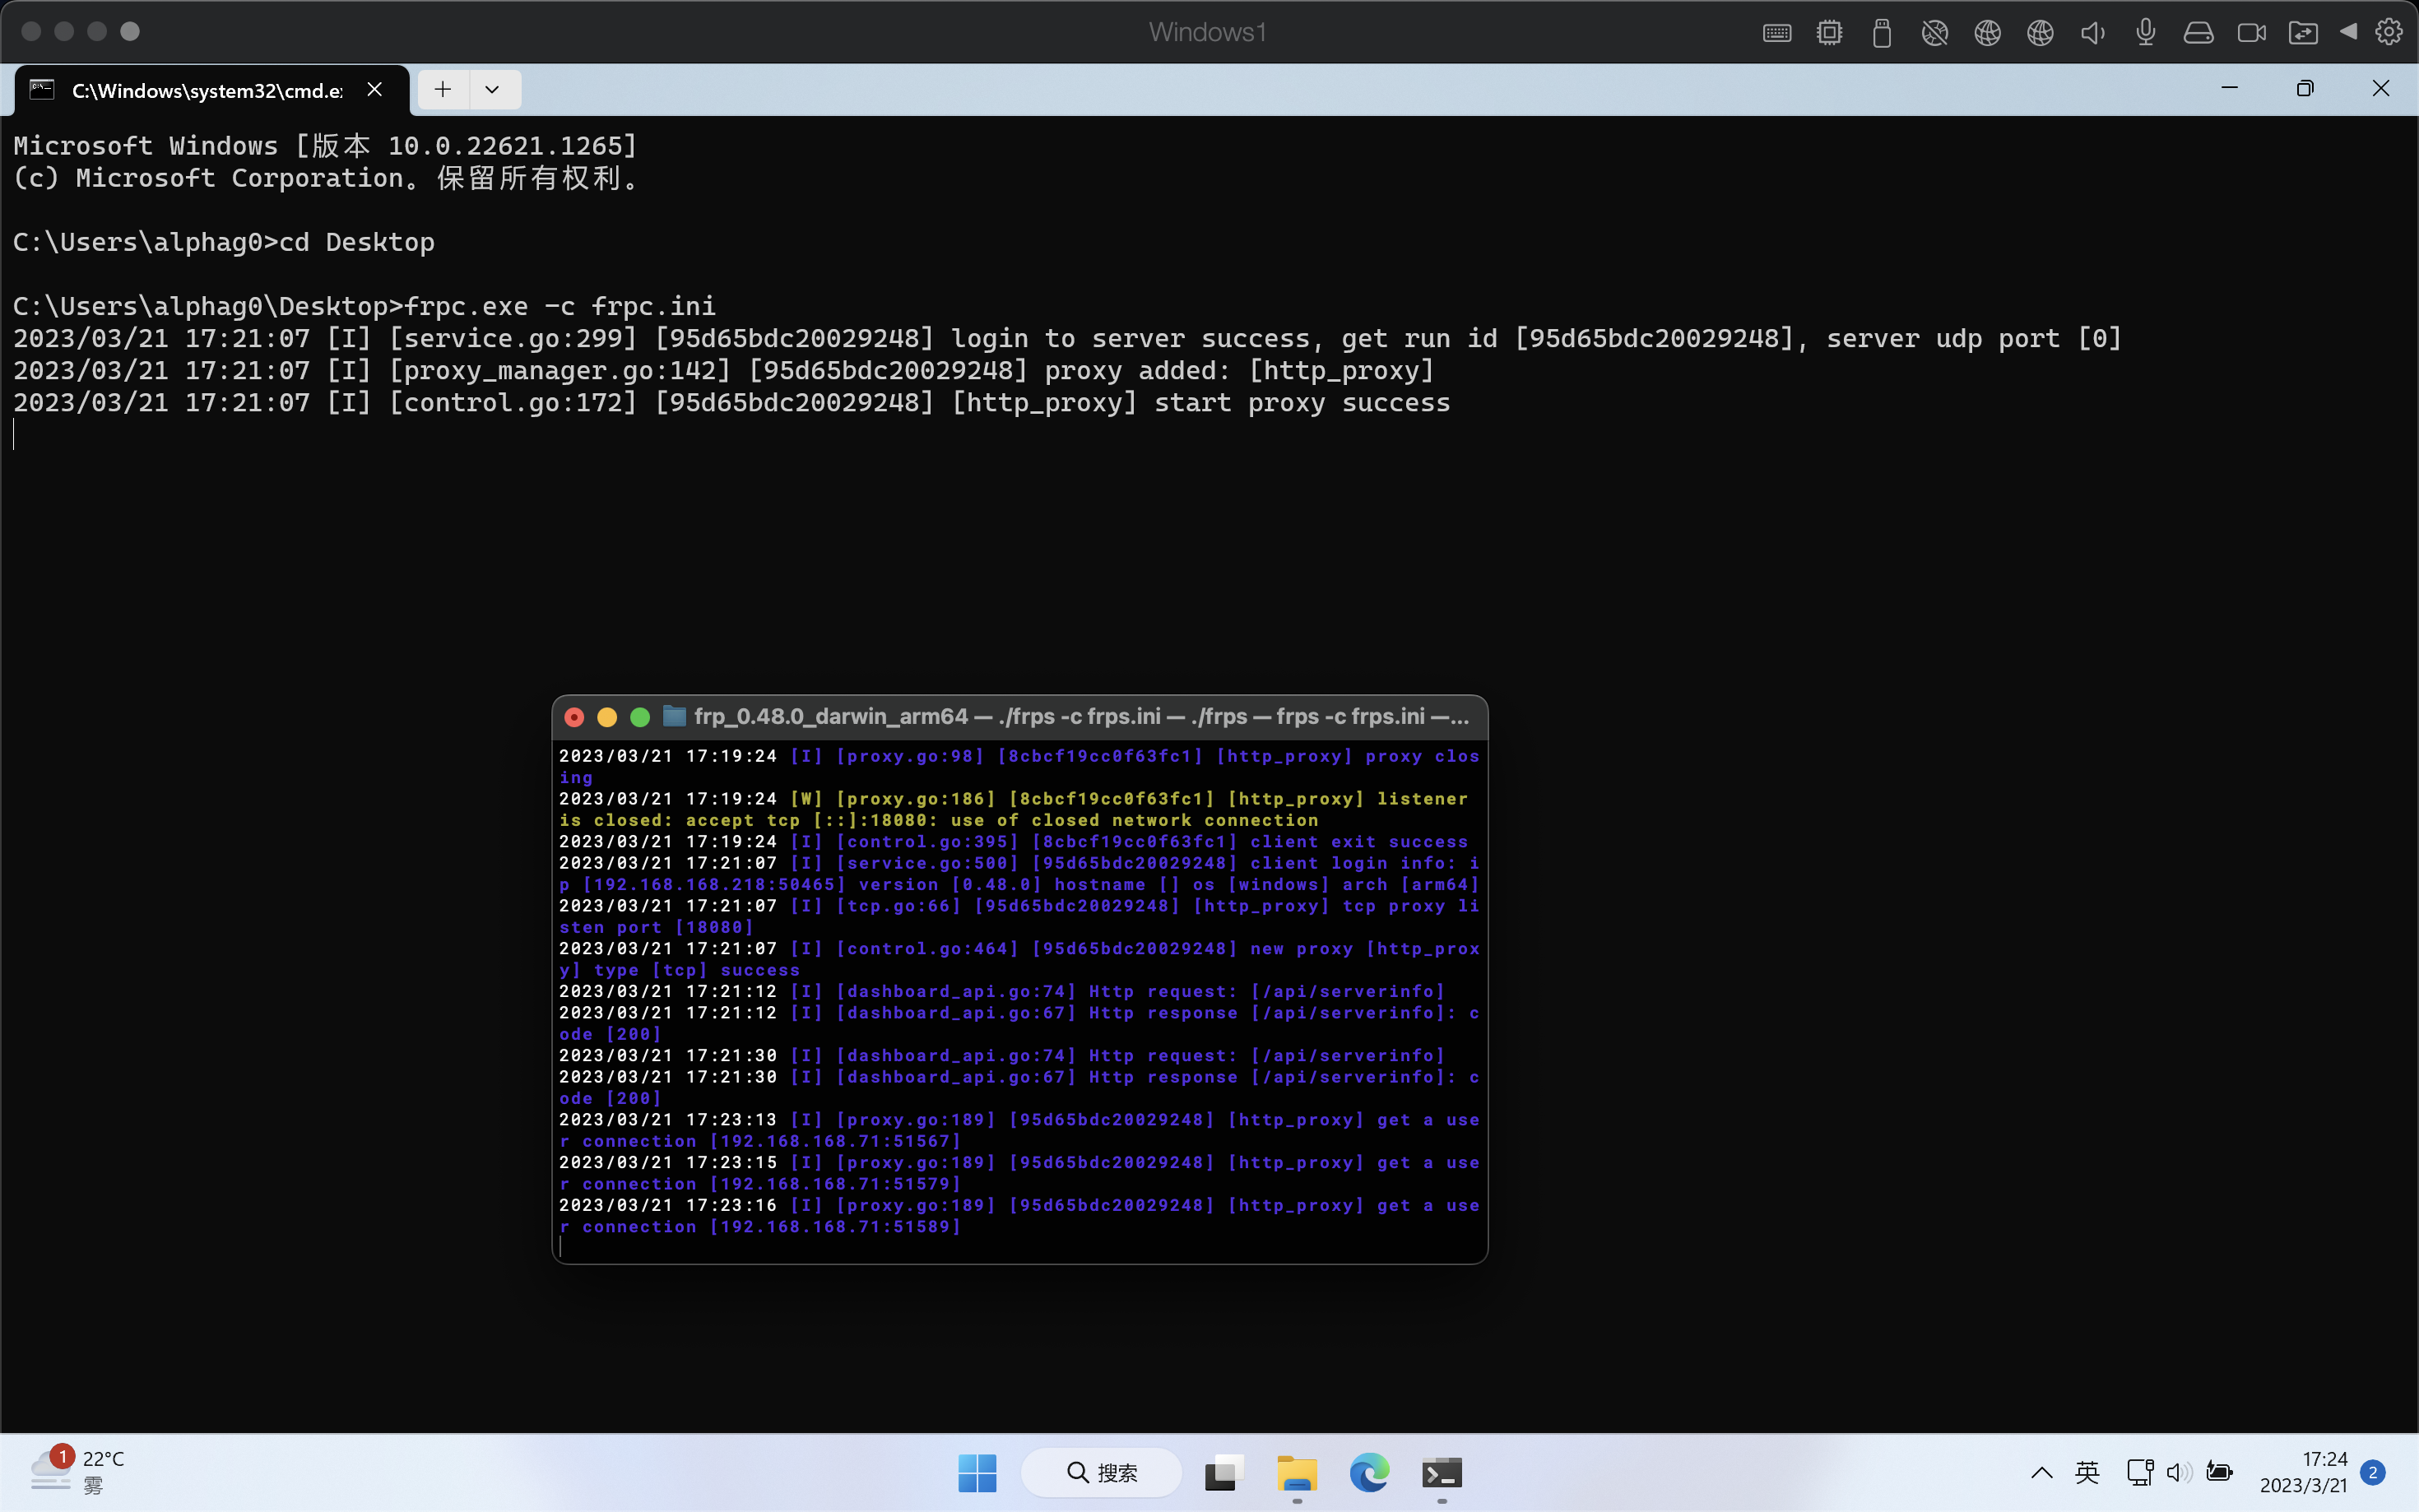 Windows1
C:\Windows\system32\cmd.e
Microsoft Windows [版本 10.0.22621.1265]
(c) Microsoft Corporation。保留所有权利。
C:\Users\alphag0>cd Desktop
C:\Users\alphag0\Desktop>frpc.exe -c frpc.ini
2023/03/21 17:21:07 [I] [service.go:299] [95d65bdc20029248] login to server success, get run id [95d65bdc20029248], server udp port [0]
2023/03/21 17:21:07 [I] [proxy_manager.go:142] [95d65bdc20029248] proxy added: [http_proxy]
2023/03/21 17:21:07 [I] [control.go:172] [95d65bdc20029248] [http_proxy] start proxy success
frp_0.48.0_darwin_arm64 — ./frps -c frps.ini — ./frps — frps -c frps.ini —...
2023/03/21 17:19:24 [I] [proxy.go:98] [8cbcf19cc0f63fc1] [http_proxy] proxy clos
ing
2023/03/21 17:19:24 [W] [proxy.go:186] [8cbcf19cc0f63fc1] [http_proxy] listener
is closed: accept tcp [::]:18080: use of closed network connection
2023/03/21 17:19:24 [I] [control.go:395] [8cbcf19cc0f63fc1] client exit success
2023/03/21 17:21:07 [I] [service.go:500] [95d65bdc20029248] client login info: i
p [192.168.168.218:50465] version [0.48.0] hostname [] os [windows] arch [arm64]
2023/03/21 17:21:07 [I] [tcp.go:66] [95d65bdc20029248] [http_proxy] tcp proxy li
sten port [18080]
2023/03/21 17:21:07 [I] [control.go:464] [95d65bdc20029248] new proxy [http_prox
y] type [tcp] success
2023/03/21 17:21:12 [I] [dashboard_api.go:74] Http request: [/api/serverinfo]
2023/03/21 17:21:12 [I] [dashboard_api.go:67] Http response [/api/serverinfo]: c
ode [200]
2023/03/21 17:21:30 [I] [dashboard_api.go:74] Http request: [/api/serverinfo]
2023/03/21 17:21:30 [I] [dashboard_api.go:67] Http response [/api/serverinfo]: c
ode [200]
2023/03/21 17:23:13 [I] [proxy.go:189] [95d65bdc20029248] [http_proxy] get a use
r connection [192.168.168.71:51567]
2023/03/21 17:23:15 [I] [proxy.go:189] [95d65bdc20029248] [http_proxy] get a use
r connection [192.168.168.71:51579]
2023/03/21 17:23:16 [I] [proxy.go:189] [95d65bdc20029248] [http_proxy] get a use
r connection [192.168.168.71:51589]
1
22°C
雾
搜索
英
17:24
2023/3/21
2